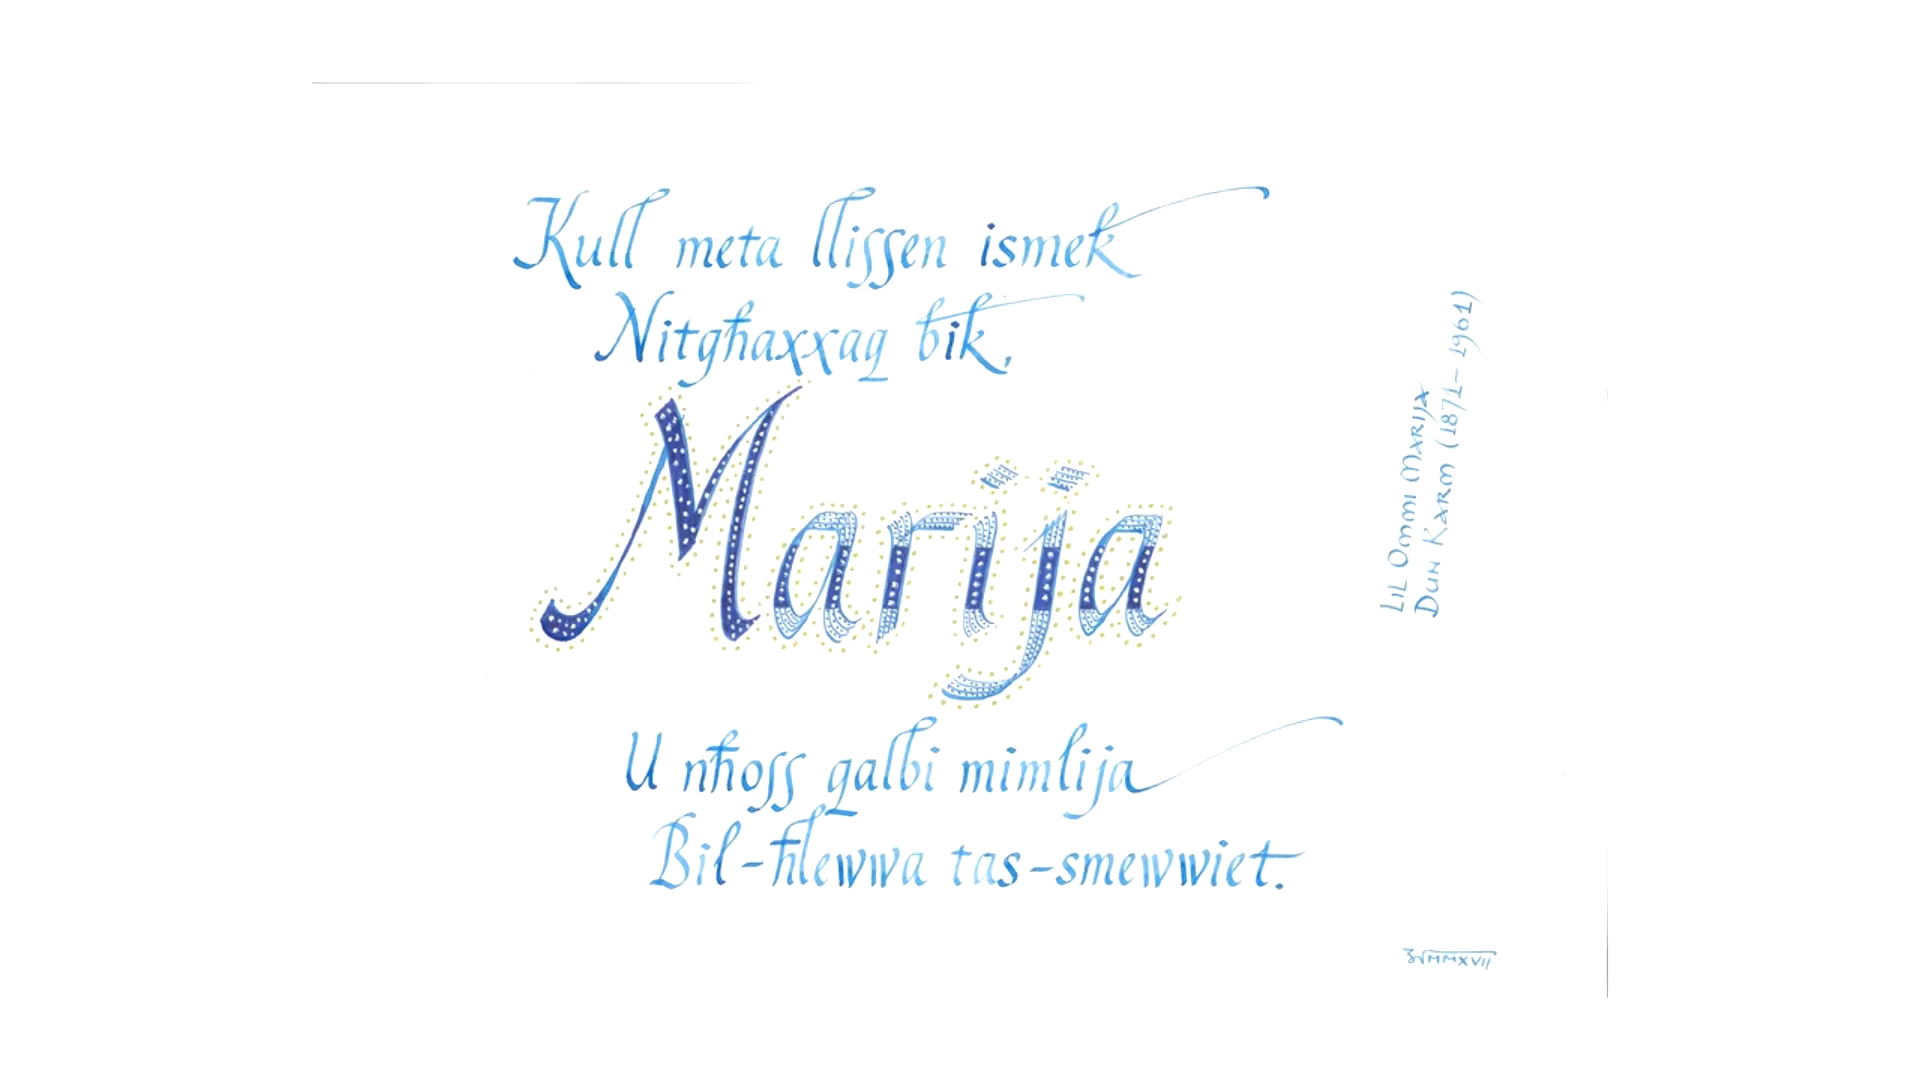 Kull meta llissen ismek
Nitgħaxxaq bik,
Marija
U nħoss qalbi mimlija
Bil-ħlewwa tas-smewwiet.
Lil Ommi Marija
Dun Karm (1871-1961)
MMXVII